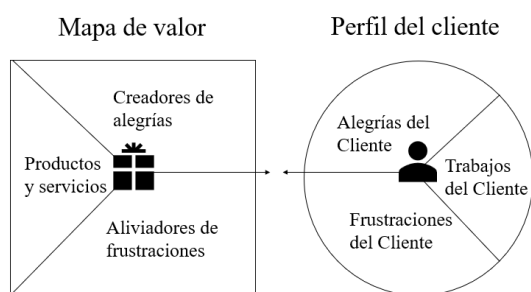 Mapa de valor
Perfil del cliente
Creadores de
alegrías
Productos
y servicios
Aliviadores de
frustraciones
Alegrías del
Cliente
Trabajos
del Cliente
Frustraciones
del Cliente